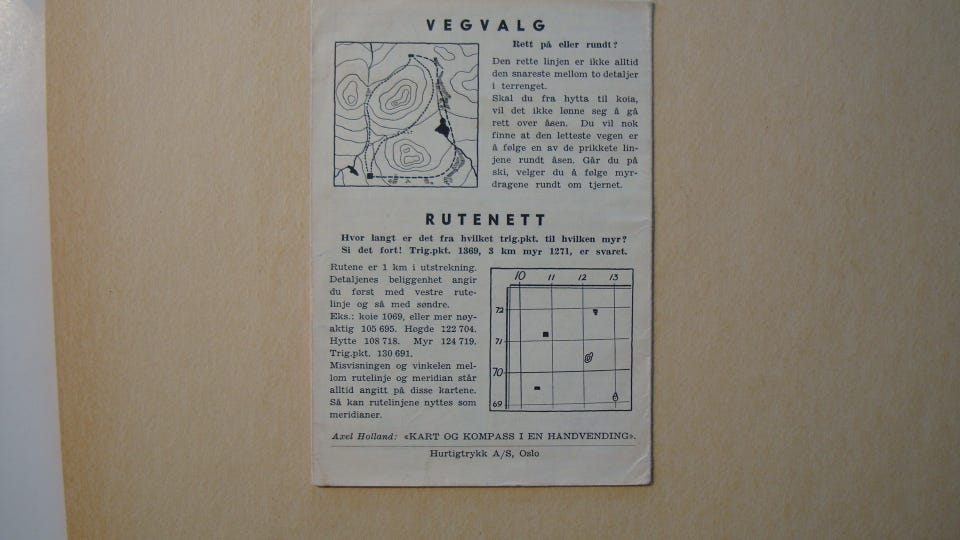 VEGVALG
Rett på eller rundt?
Den rette linjen er ikke alltid
den snareste mellom to detaljer
i terrenget.
Skal du fra hytta til koia,
vil det ikke lønne seg å gå
rett over åsen. Du vil nok
finne at den letteste vegen er
å følge en av de prikkete lin-
jene rundt åsen. Går du på
ski, velger du å følge myr-
dragene rundt om tjernet.
RUTENETT
Hvor langt er det fra hvilket trig.pkt. til hvilken myr?
Si det fort! Trig.pkt. 1369, 3 km myr 1271, er svaret.
Rutene er 1 km i utstrekning.
Detaljenes beliggenhet angir
du først med vestre rute-
linje og så med søndre.
Eks.: koie 1069, eller mer nøy-
aktig 105 695. Høgde 122 704.
Hytte 108 718. Myr 124 719.
Trig.pkt. 130 691.
Misvisningen og vinkelen mel-
lom rutelinje og meridian står
alltid angitt på disse kartene.
Så kan rutelinjene nyttes som
meridianer.
10 11 12 13
72
71
70
69
Axel Holland: «KART OG KOMPASS I EN HANDVENDING».
Hurtigtrykk A/S, Oslo